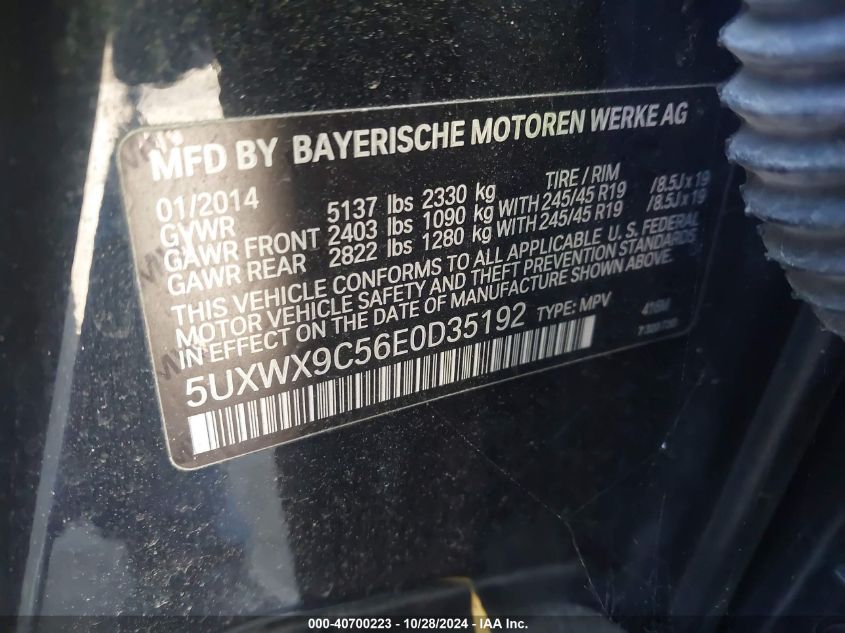 MFD BY BAYERISCHE MOTOREN WERKE AG
01/2014 TIRE / RIM
GVWR 5137 lbs 2330 kg
GAWR FRONT 2403 lbs 1090 kg WITH 245/45 R19 /8.5J x 19
GAWR REAR 2822 lbs 1280 kg WITH 245/45 R19 /8.5J x 19
THIS VEHICLE CONFORMS TO ALL APPLICABLE U.S. FEDERAL
MOTOR VEHICLE SAFETY AND THEFT PREVENTION STANDARDS
IN EFFECT ON THE DATE OF MANUFACTURE SHOWN ABOVE.
5UXWX9C56E0D35192 TYPE: MPV
000-40700223 - 10/28/2024 - IAA Inc.